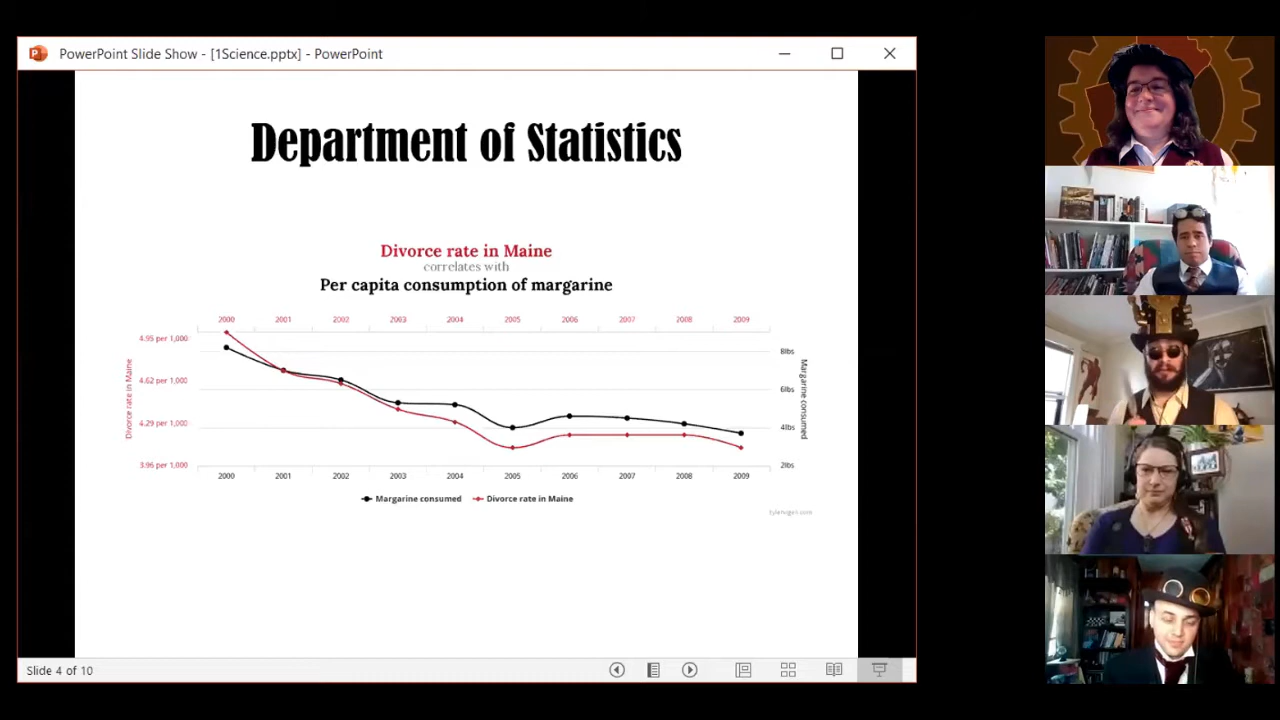 PowerPoint Slide Show - [1Science.pptx] - PowerPoint
Department of Statistics
Divorce rate in Maine
correlates with
Per capita consumption of margarine
2000 2001 2002 2003 2004 2005 2006 2007 2008 2009
4.95 per 1,000
4.62 per 1,000
4.29 per 1,000
3.96 per 1,000
Divorce rate in Maine
8lbs
6lbs
4lbs
2lbs
Margarine consumed
2000 2001 2002 2003 2004 2005 2006 2007 2008 2009
Margarine consumed Divorce rate in Maine
tylervigen.com
Slide 4 of 10